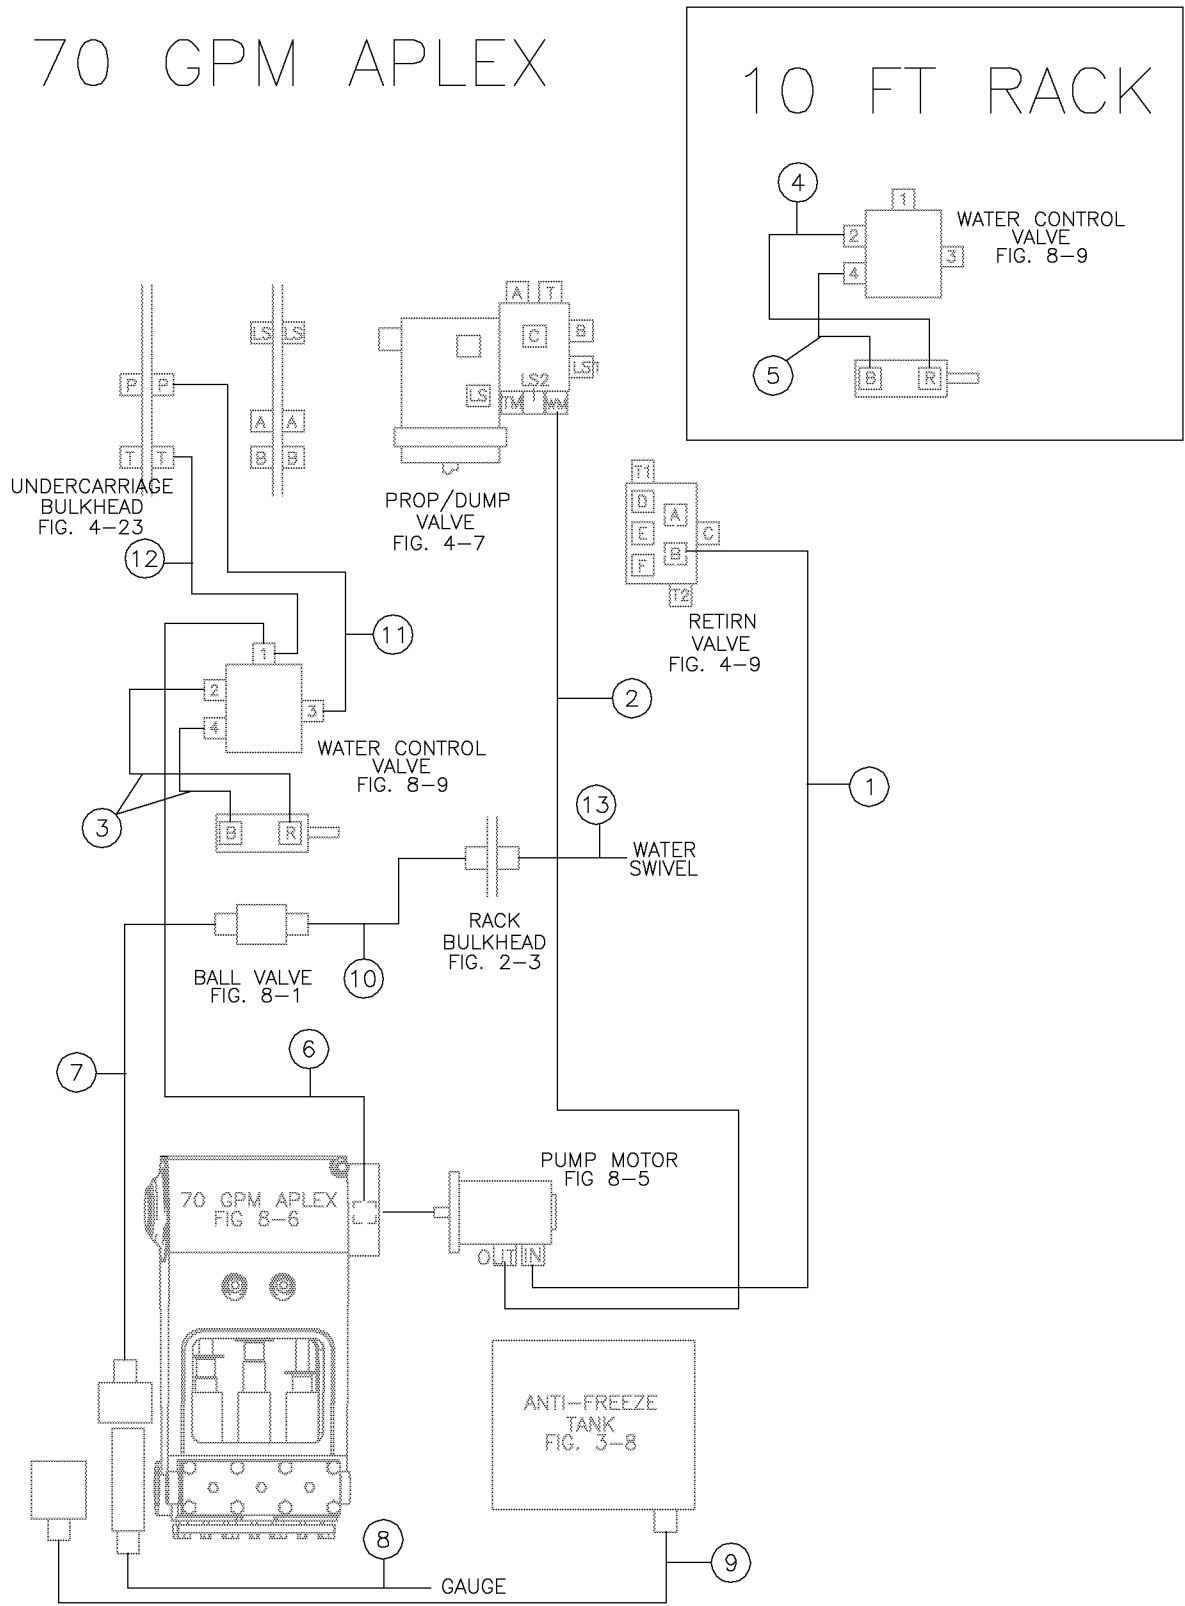 70 GPM APLEX
10 FT RACK
4
1
2
3
4
WATER CONTROL
VALVE
FIG. 8-9
5
B
R
LS
LS
P
P
A
A
T
T
B
B
UNDERCARRIAGE
BULKHEAD
FIG. 4-23
A
T
C
B
LS1
LS2
LS
TM
WM
PROP/DUMP
VALVE
FIG. 4-7
T1
D
A
E
C
B
F
T2
RETIRN
VALVE
FIG. 4-9
12
11
1
2
3
4
WATER CONTROL
VALVE
FIG. 8-9
2
1
3
B
R
13
WATER
SWIVEL
RACK
BULKHEAD
FIG. 2-3
BALL VALVE
FIG. 8-1
10
6
7
PUMP MOTOR
FIG 8-5
70 GPM APLEX
FIG 8-6
OUT
IN
ANTI-FREEZE
TANK
FIG. 3-8
8
9
GAUGE